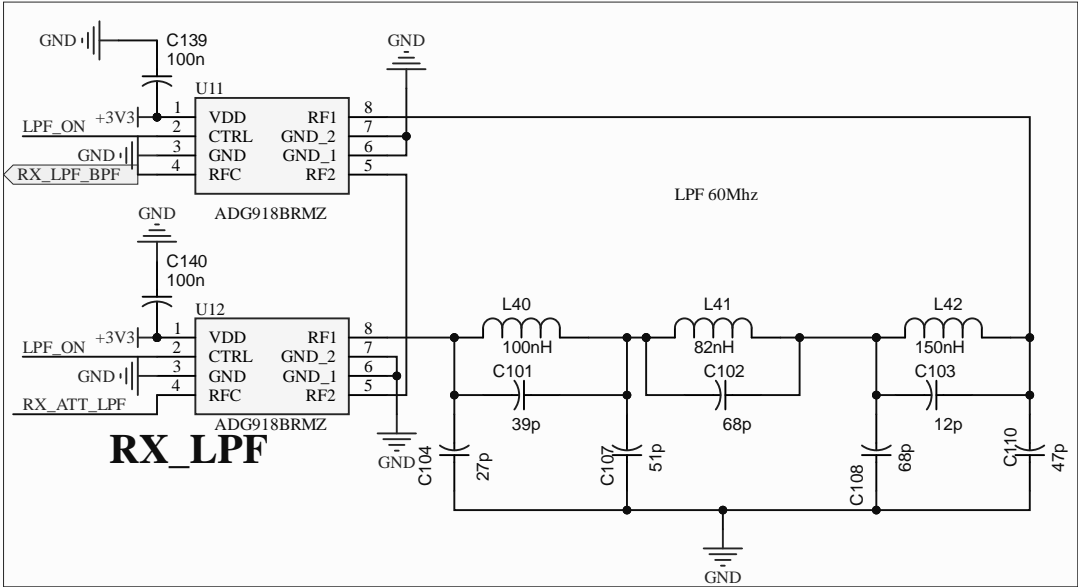 GND
C139
100n
GND
U11
+3V3
LPF_ON
GND
RX_LPF_BPF
1
2
3
4
VDD
CTRL
GND
RFC
RF1
GND_2
GND_1
RF2
8
7
6
5
ADG918BRMZ
LPF 60Mhz
GND
C140
100n
U12
+3V3
LPF_ON
GND
RX_ATT_LPF
1
2
3
4
VDD
CTRL
GND
RFC
RF1
GND_2
GND_1
RF2
8
7
6
5
ADG918BRMZ
RX_LPF
GND
L40
100nH
C101
39p
L41
82nH
C102
68p
L42
150nH
C103
12p
C104
27p
C107
51p
C108
68p
C110
47p
GND